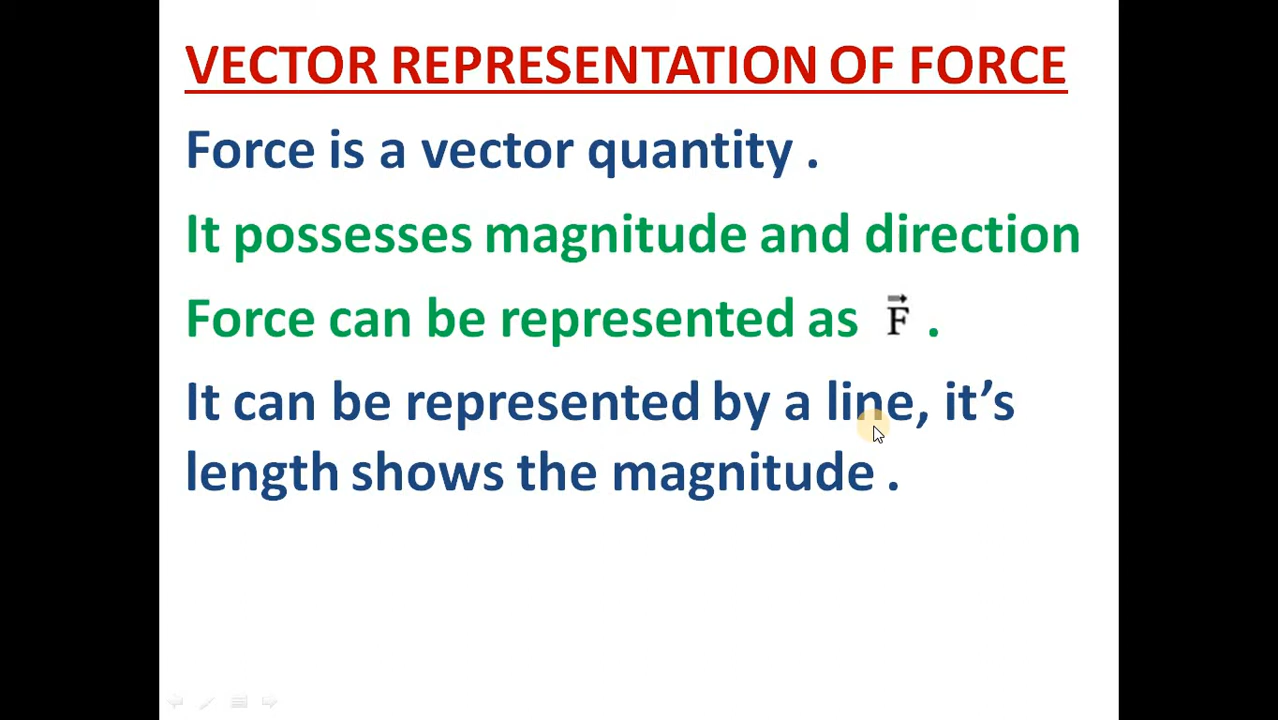 VECTOR REPRESENTATION OF FORCE
Force is a vector quantity .
It possesses magnitude and direction
Force can be represented as F⃗ .
It can be represented by a line, it’s
length shows the magnitude .